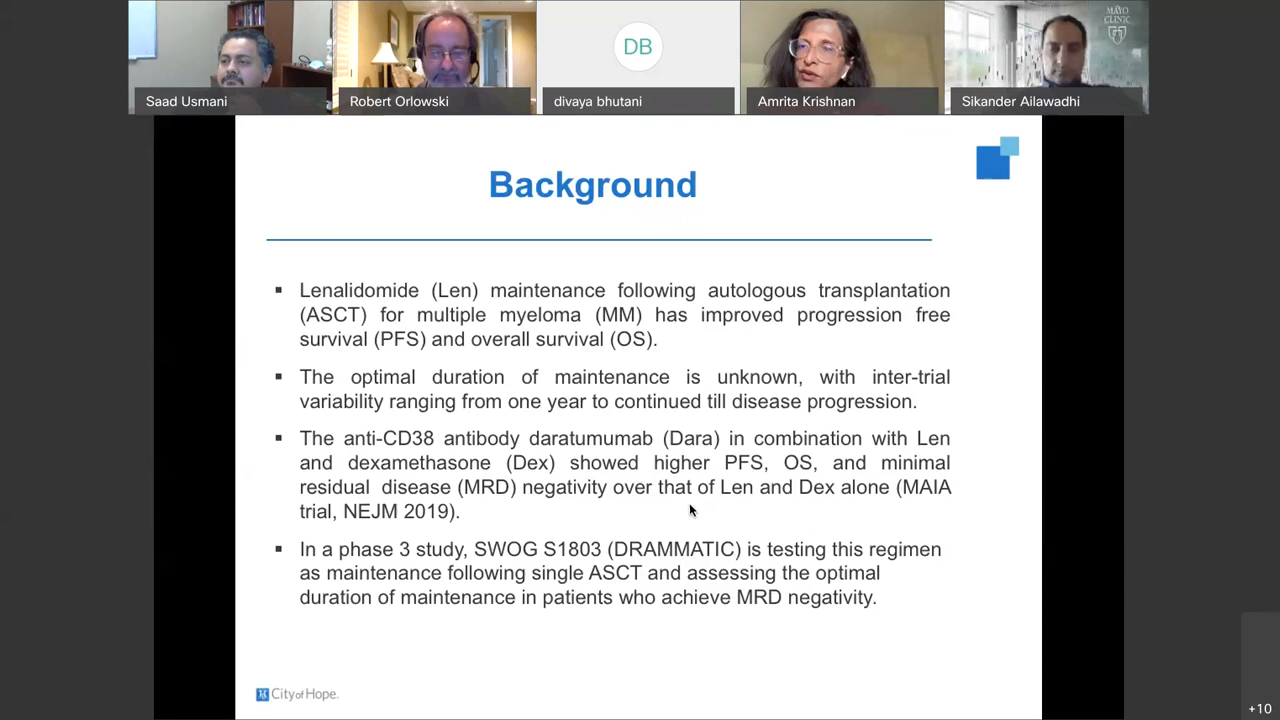 MAYO
CLINIC
DB
Saad Usmani
Robert Orlowski
divaya bhutani
Amrita Krishnan
Sikander Ailawadhi
Background
Lenalidomide (Len) maintenance following autologous transplantation
(ASCT) for multiple myeloma (MM) has improved progression free
survival (PFS) and overall survival (OS).
The optimal duration of maintenance is unknown, with inter-trial
variability ranging from one year to continued till disease progression.
The anti-CD38 antibody daratumumab (Dara) in combination with Len
and dexamethasone (Dex) showed higher PFS, OS, and minimal
residual disease (MRD) negativity over that of Len and Dex alone (MAIA
trial, NEJM 2019).
In a phase 3 study, SWOG S1803 (DRAMMATIC) is testing this regimen
as maintenance following single ASCT and assessing the optimal
duration of maintenance in patients who achieve MRD negativity.
City of Hope.
+10